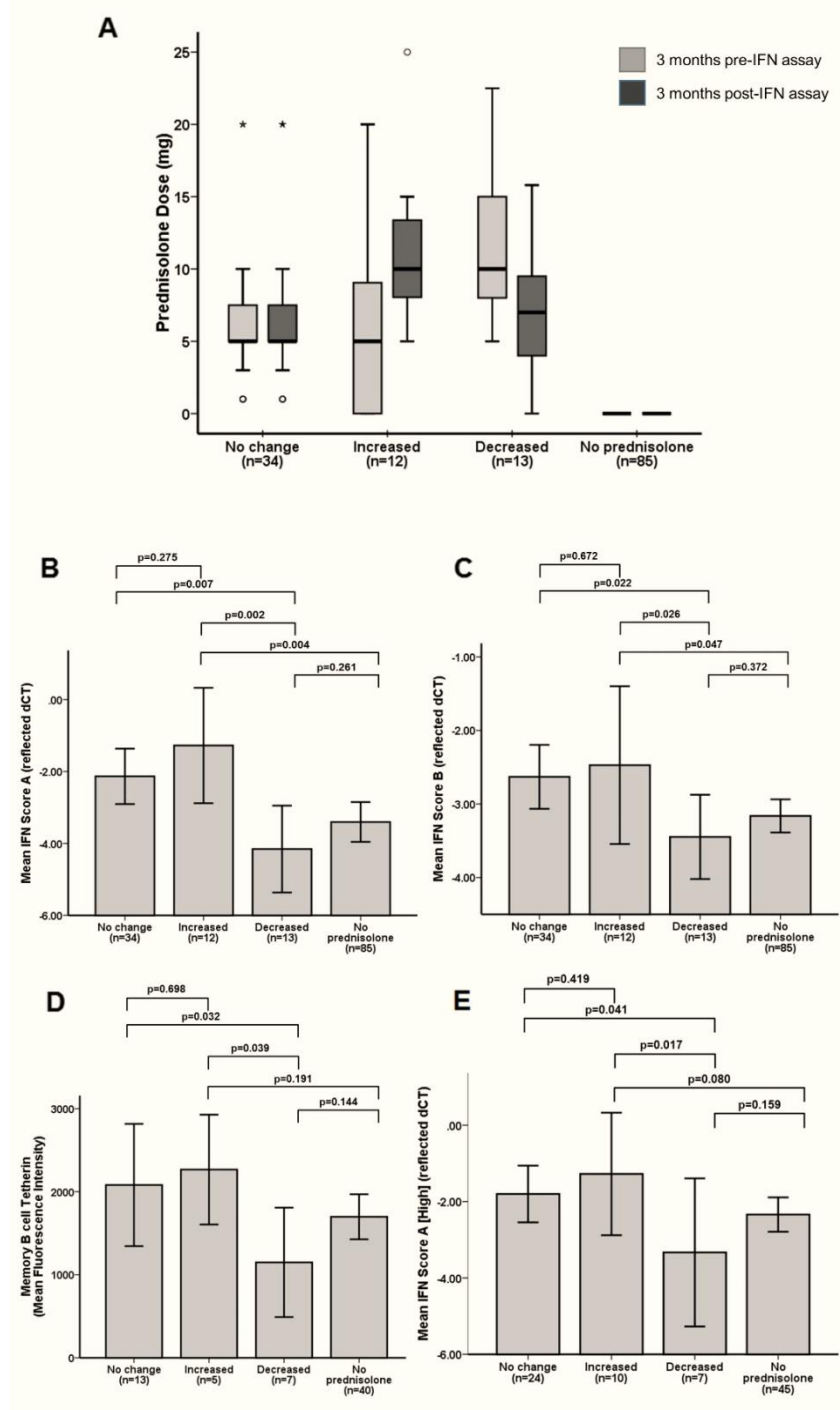 A
Prednisolone Dose (mg)
25
20
15
10
5
0
3 months pre-IFN assay
3 months post-IFN assay
No change
(n=34)
Increased
(n=12)
Decreased
(n=13)
No prednisolone
(n=85)
B
p=0.275
p=0.007
p=0.002
p=0.004
p=0.261
Mean IFN Score A (reflected dCT)
.00
-2.00
-4.00
-6.00
No change
(n=34)
Increased
(n=12)
Decreased
(n=13)
No
prednisolone
(n=85)
C
p=0.672
p=0.022
p=0.026
p=0.047
p=0.372
Mean IFN Score B (reflected dCT)
-1.00
-2.00
-3.00
-4.00
No change
(n=34)
Increased
(n=12)
Decreased
(n=13)
No
prednisolone
(n=85)
D
p=0.698
p=0.032
p=0.039
p=0.191
p=0.144
Memory B cell Tetherin
(Mean Fluorescence Intensity)
3000
2000
1000
0
No change
(n=13)
Increased
(n=5)
Decreased
(n=7)
No
prednisolone
(n=40)
E
p=0.419
p=0.041
p=0.017
p=0.080
p=0.159
Mean IFN Score A [High] (reflected dCT)
.00
-2.00
-4.00
-6.00
No change
(n=24)
Increased
(n=10)
Decreased
(n=7)
No
prednisolone
(n=45)